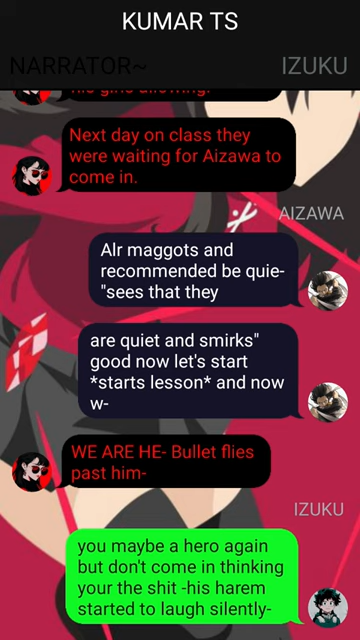 KUMAR TS
NARRATOR~
IZUKU
his girls allowing!
Next day on class they
were waiting for Aizawa to
come in.
AIZAWA
Alr maggots and
recommended be quie-
"sees that they
are quiet and smirks"
good now let's start
*starts lesson* and now
w-
WE ARE HE- Bullet flies
past him-
IZUKU
you maybe a hero again
but don't come in thinking
your the shit -his harem
started to laugh silently-